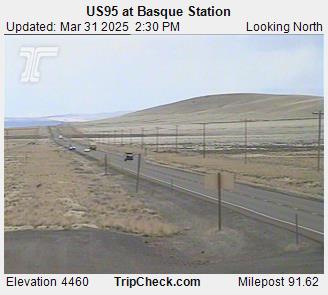 US95 at Basque Station
Updated: Mar 31 2025 2:30 PM Looking North
Elevation 4460 TripCheck.com Milepost 91.62